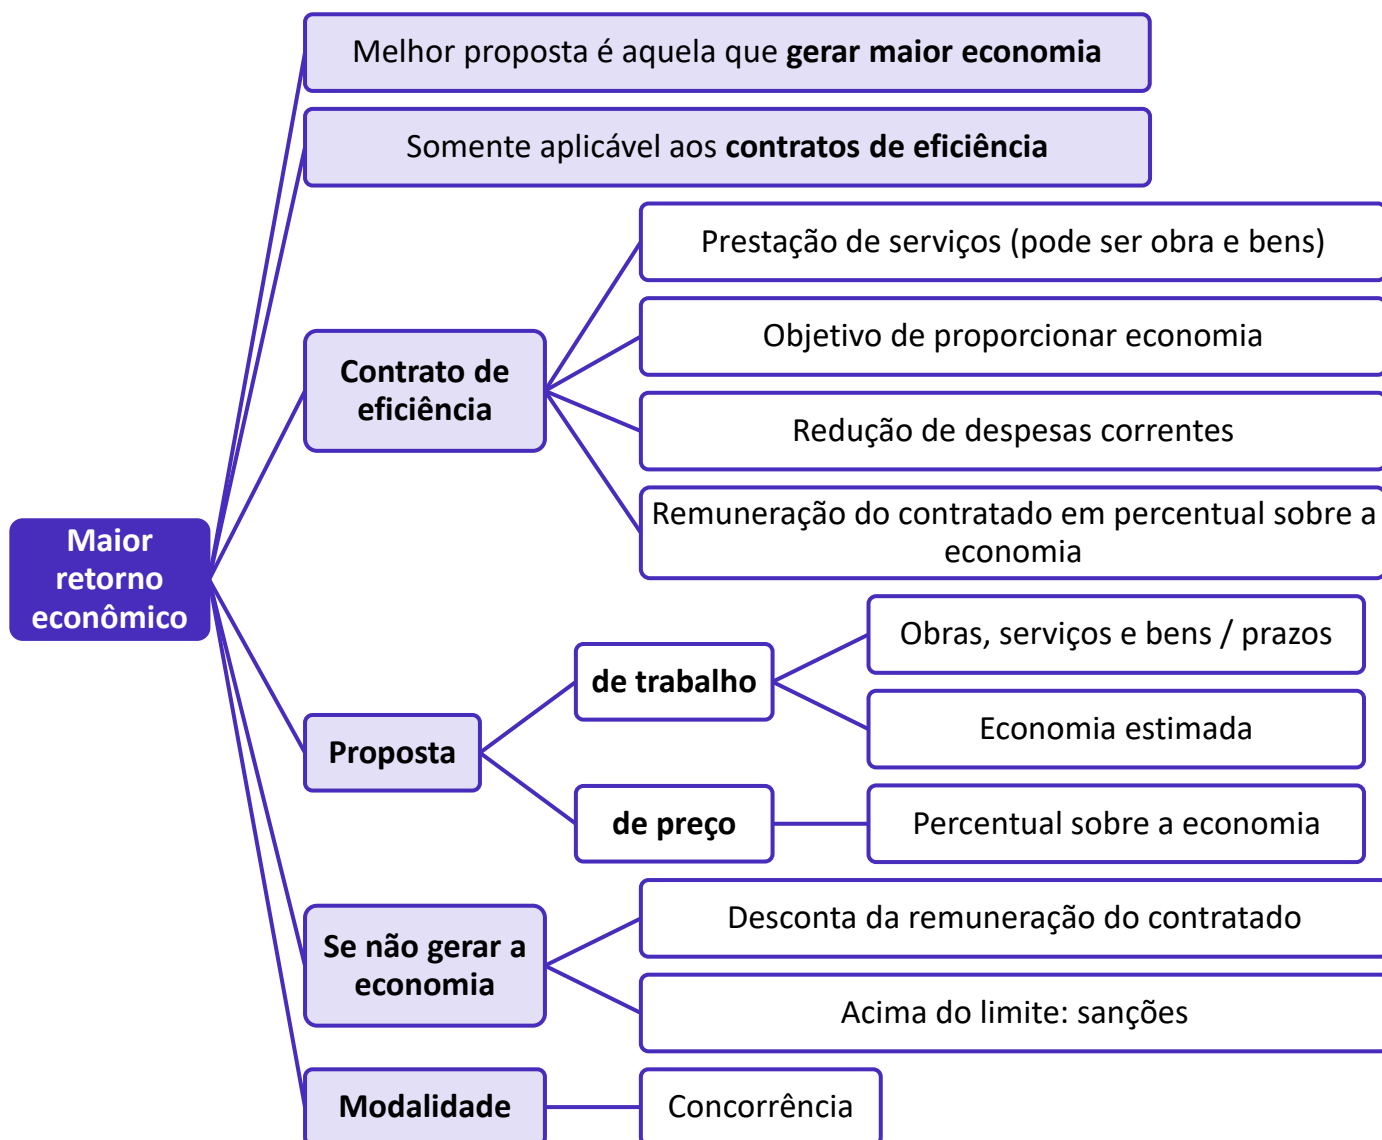 Melhor proposta é aquela que gerar maior economia
Somente aplicável aos contratos de eficiência
Prestação de serviços (pode ser obra e bens)
Objetivo de proporcionar economia
Contrato de
eficiência
Redução de despesas correntes
Remuneração do contratado em percentual sobre a
economia
Maior
retorno
econômico
Obras, serviços e bens / prazos
de trabalho
Economia estimada
Proposta
de preço
Percentual sobre a economia
Desconta da remuneração do contratado
Se não gerar a
economia
Acima do limite: sanções
Modalidade
Concorrência